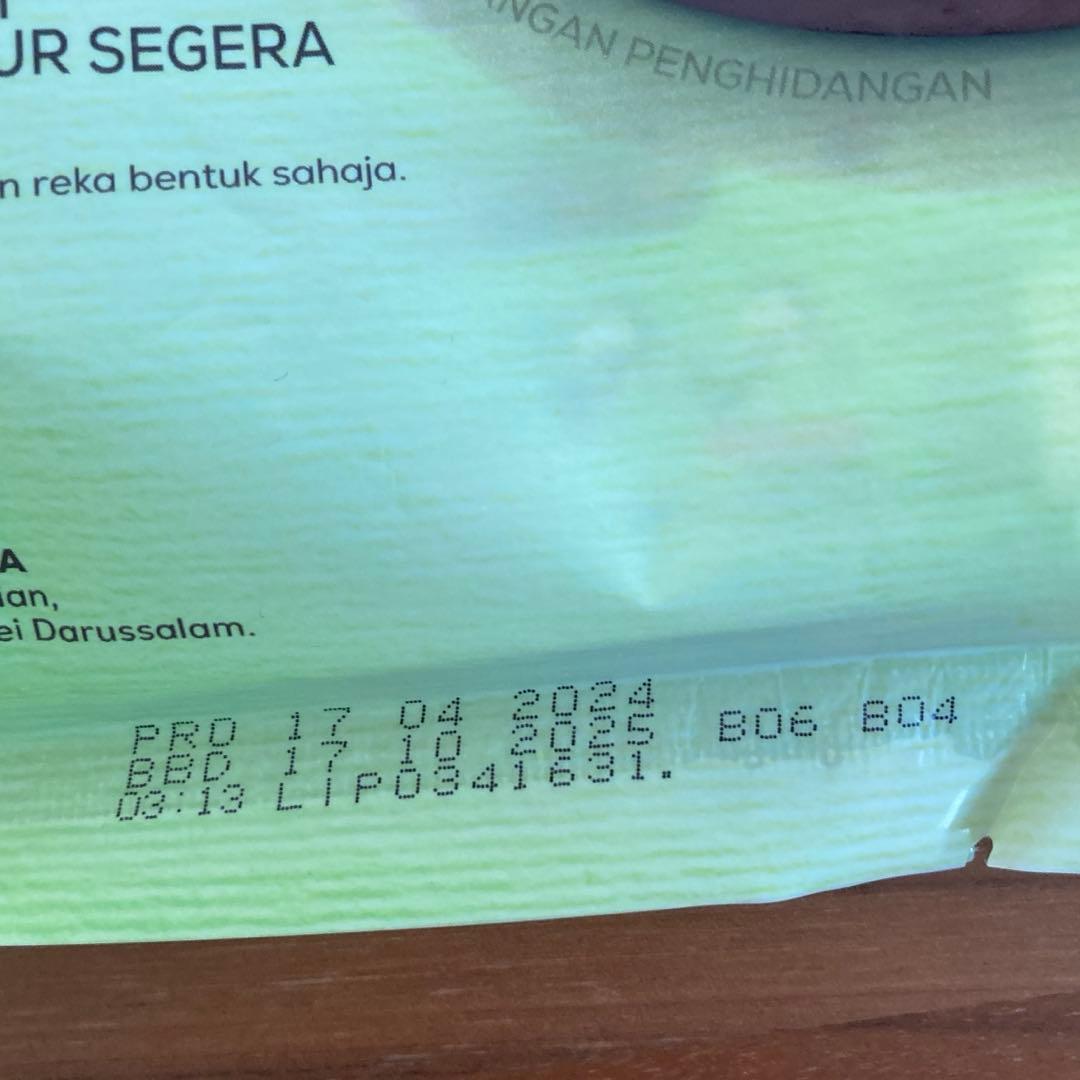 UR SEGERA
NGAN PENGHIDANGAN
n reka bentuk sahaja.
A
lan,
ei Darussalam.
PRD 17 04 2024
BBD 17 10 2025 B06 B04
03:13 LIP0341631.